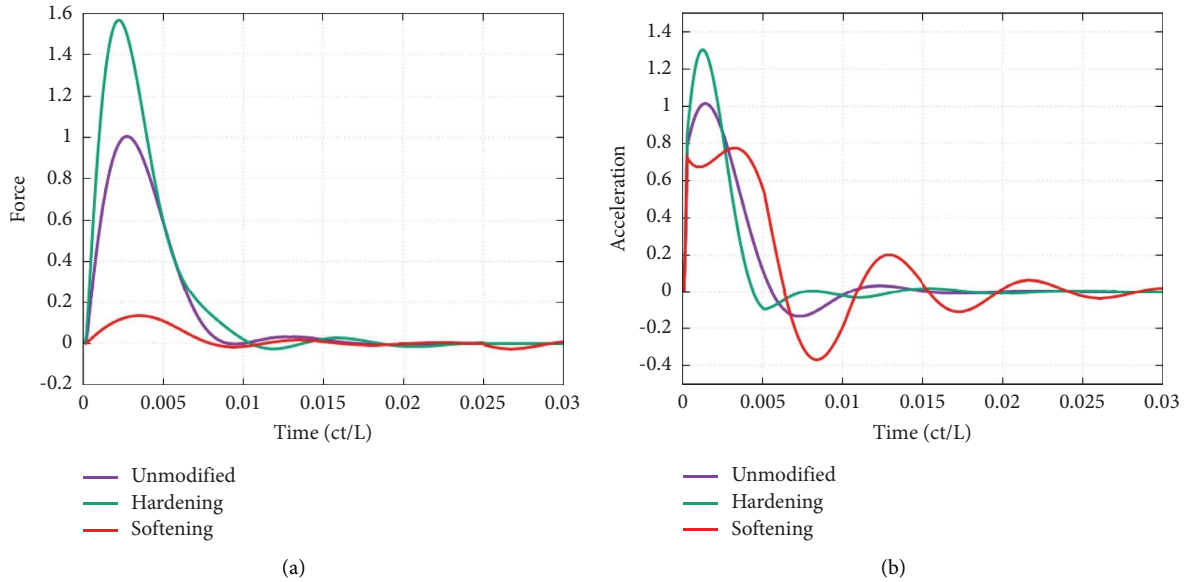 1.6
1.4
1.2
1
0.8
0.6
0.4
0.2
0
-0.2
Force
0 0.005 0.01 0.015 0.02 0.025 0.03
Time (ct/L)
Unmodified
Hardening
Softening
(a)
1.4
1.2
1
0.8
0.6
0.4
0.2
0
-0.2
-0.4
Acceleration
0 0.005 0.01 0.015 0.02 0.025 0.03
Time (ct/L)
Unmodified
Hardening
Softening
(b)